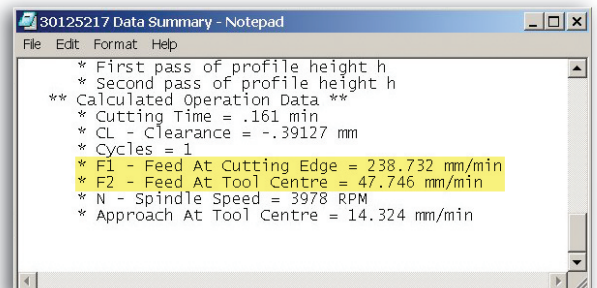 30125217 Data Summary - Notepad
File Edit Format Help
* First pass of profile height h
* Second pass of profile height h
** Calculated Operation Data **
* Cutting Time = .161 min
* CL - Clearance = -.39127 mm
* Cycles = 1
* F1 - Feed At Cutting Edge = 238.732 mm/min
* F2 - Feed At Tool Centre = 47.746 mm/min
* N - Spindle Speed = 3978 RPM
* Approach At Tool Centre = 14.324 mm/min